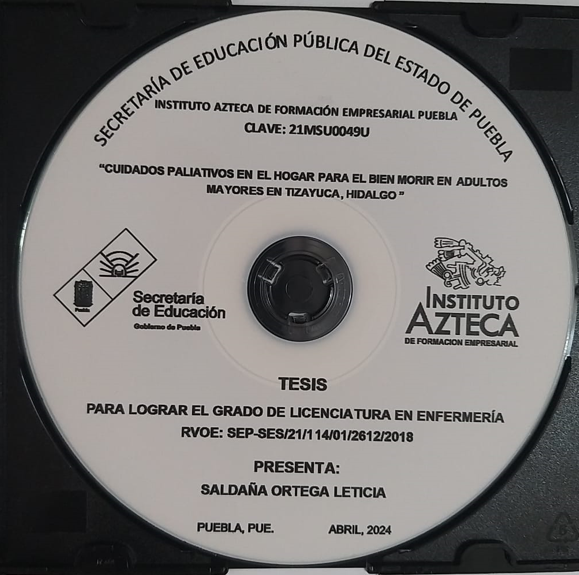 SECRETARÍA DE EDUCACIÓN PÚBLICA DEL ESTADO DE PUEBLA
INSTITUTO AZTECA DE FORMACIÓN EMPRESARIAL PUEBLA
CLAVE: 21MSU0049U
“CUIDADOS PALIATIVOS EN EL HOGAR PARA EL BIEN MORIR EN ADULTOS
MAYORES EN TIZAYUCA, HIDALGO ”
Puebla
Secretaría
de Educación
Gobierno de Puebla
INSTITUTO
AZTECA
DE FORMACION EMPRESARIAL
TESIS
PARA LOGRAR EL GRADO DE LICENCIATURA EN ENFERMERÍA
RVOE: SEP-SES/21/114/01/2612/2018
PRESENTA:
SALDAÑA ORTEGA LETICIA
PUEBLA, PUE. ABRIL, 2024